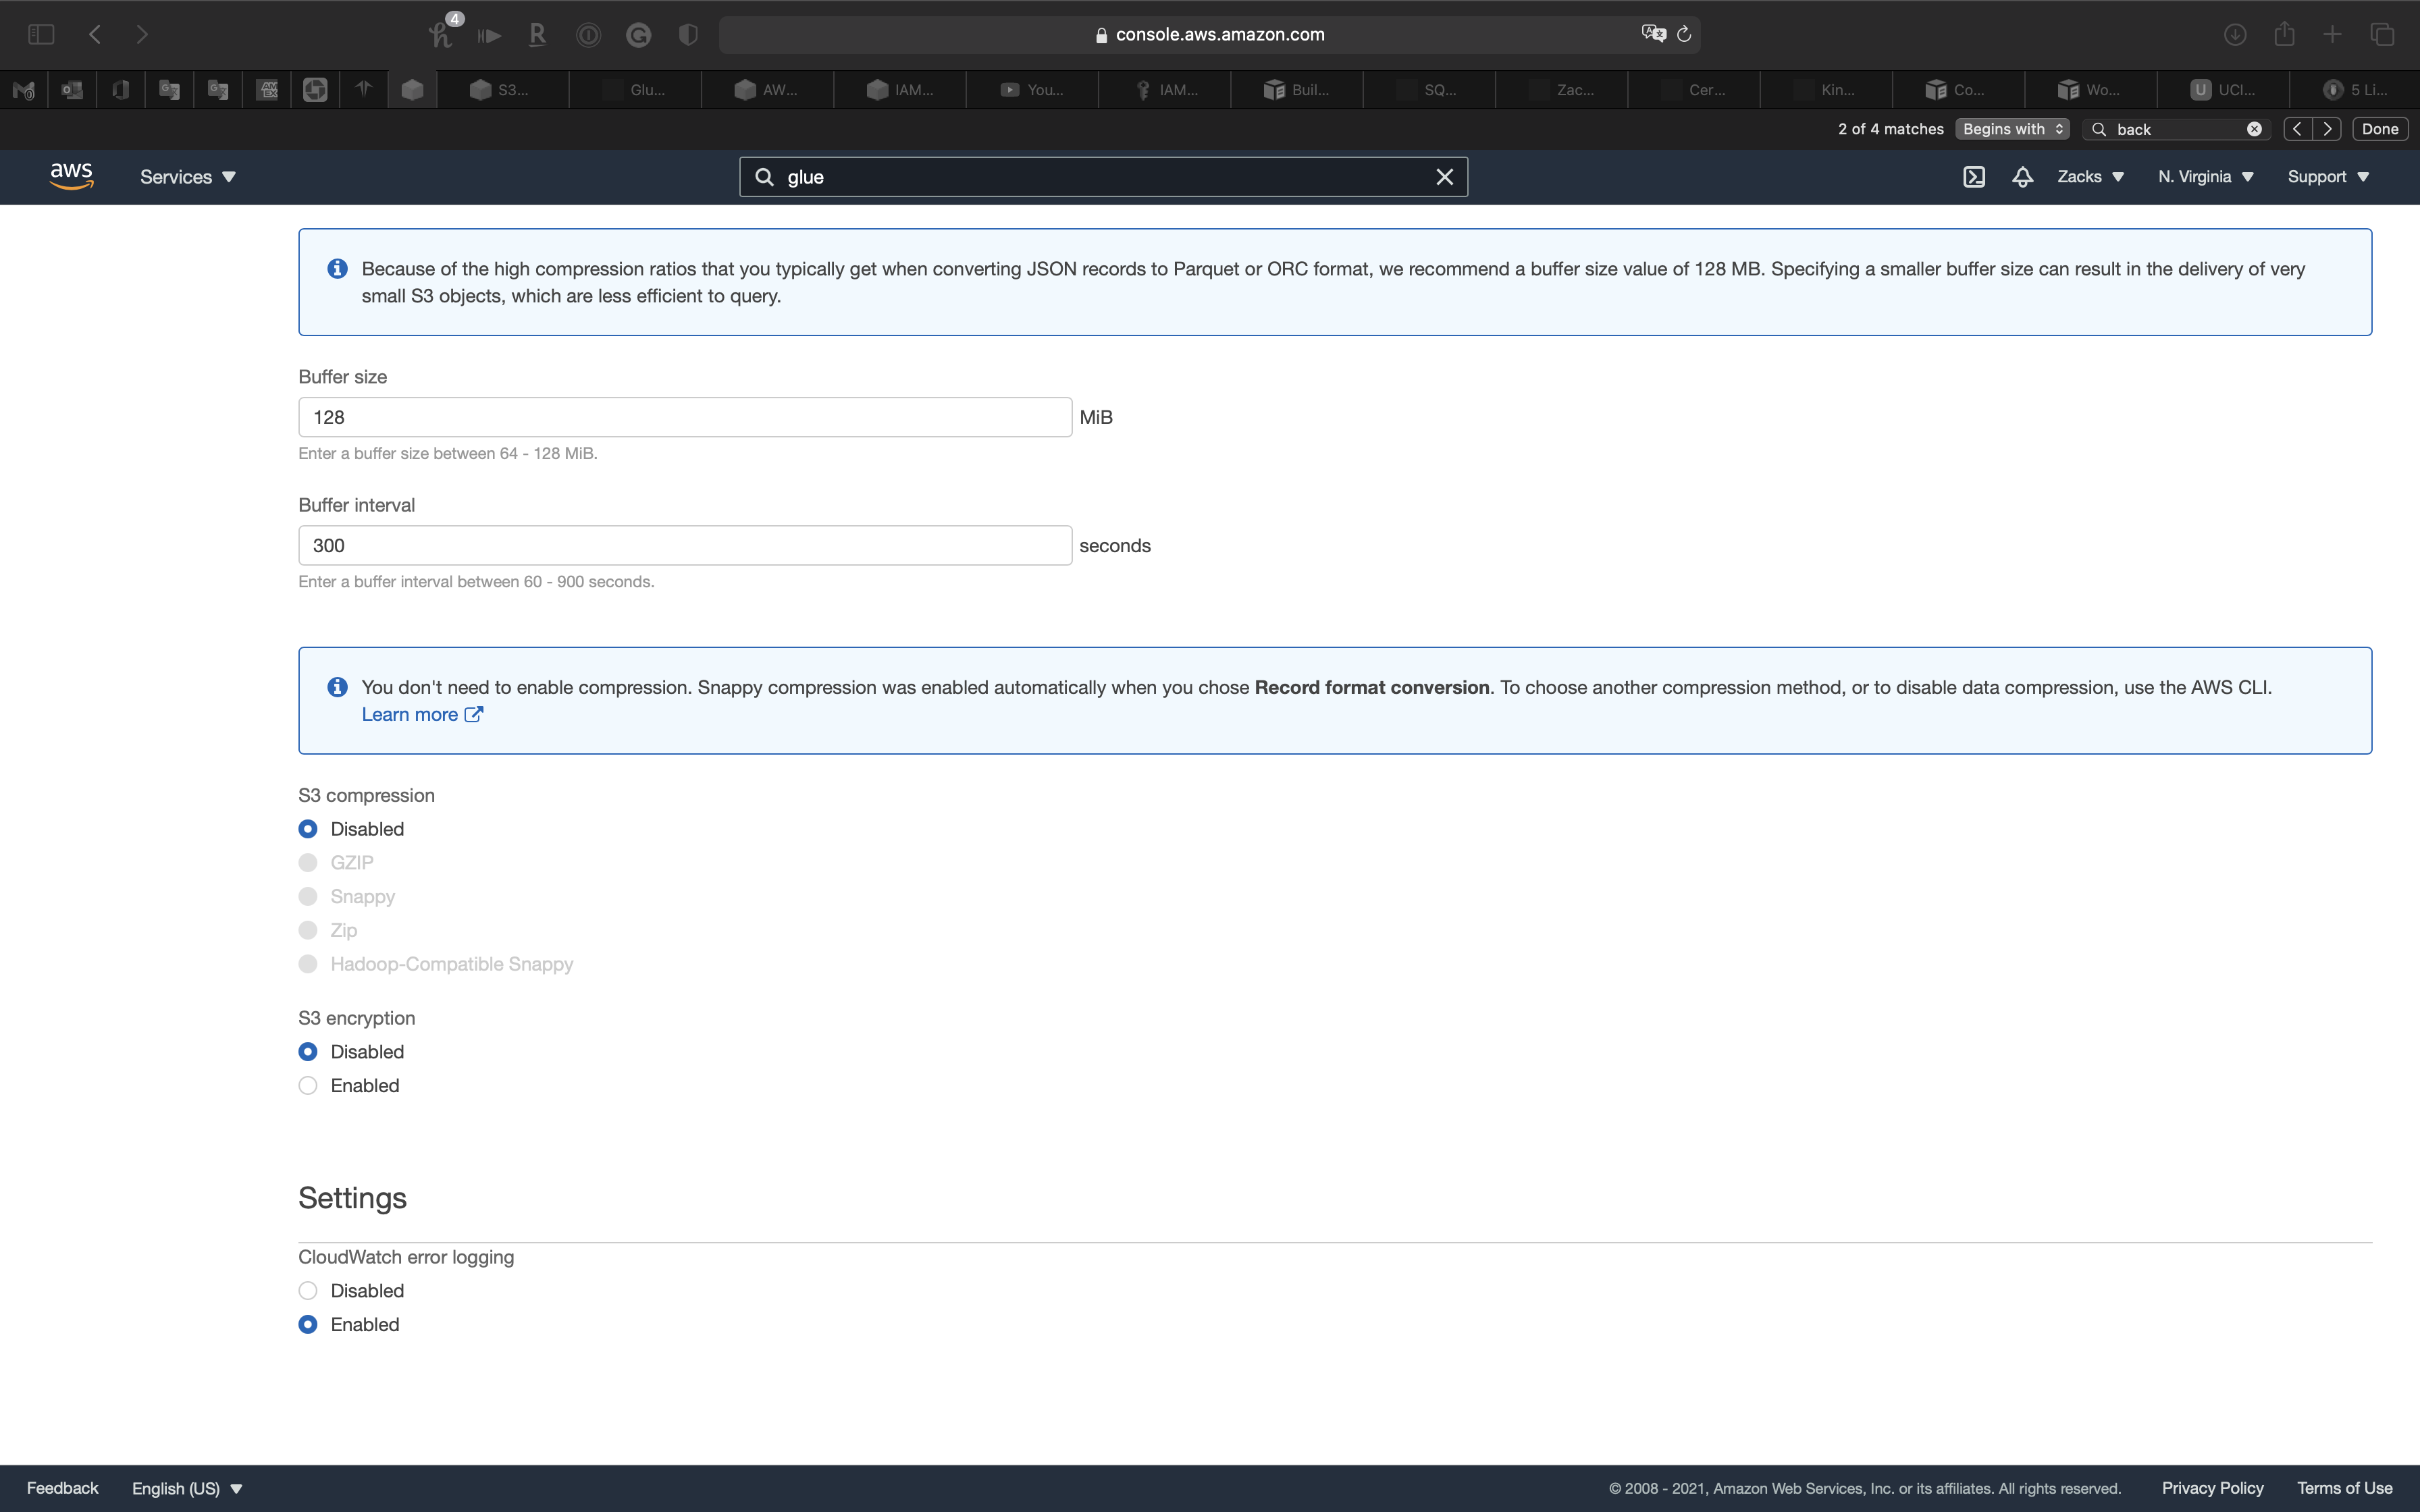 4
console.aws.amazon.com
S3...
Glu...
AW...
IAM...
You...
IAM...
Buil...
SQ...
Zac...
Cer...
Kin...
Co...
Wo...
U UCI...
5 Li...
2 of 4 matches
Begins with
back
Done
aws
Services
glue
Zacks
N. Virginia
Support
Because of the high compression ratios that you typically get when converting JSON records to Parquet or ORC format, we recommend a buffer size value of 128 MB. Specifying a smaller buffer size can result in the delivery of very
small S3 objects, which are less efficient to query.
Buffer size
128 MiB
Enter a buffer size between 64 - 128 MiB.
Buffer interval
300 seconds
Enter a buffer interval between 60 - 900 seconds.
You don't need to enable compression. Snappy compression was enabled automatically when you chose Record format conversion. To choose another compression method, or to disable data compression, use the AWS CLI.
Learn more
S3 compression
Disabled
GZIP
Snappy
Zip
Hadoop-Compatible Snappy
S3 encryption
Disabled
Enabled
Settings
CloudWatch error logging
Disabled
Enabled
Feedback
English (US)
© 2008 - 2021, Amazon Web Services, Inc. or its affiliates. All rights reserved.
Privacy Policy
Terms of Use